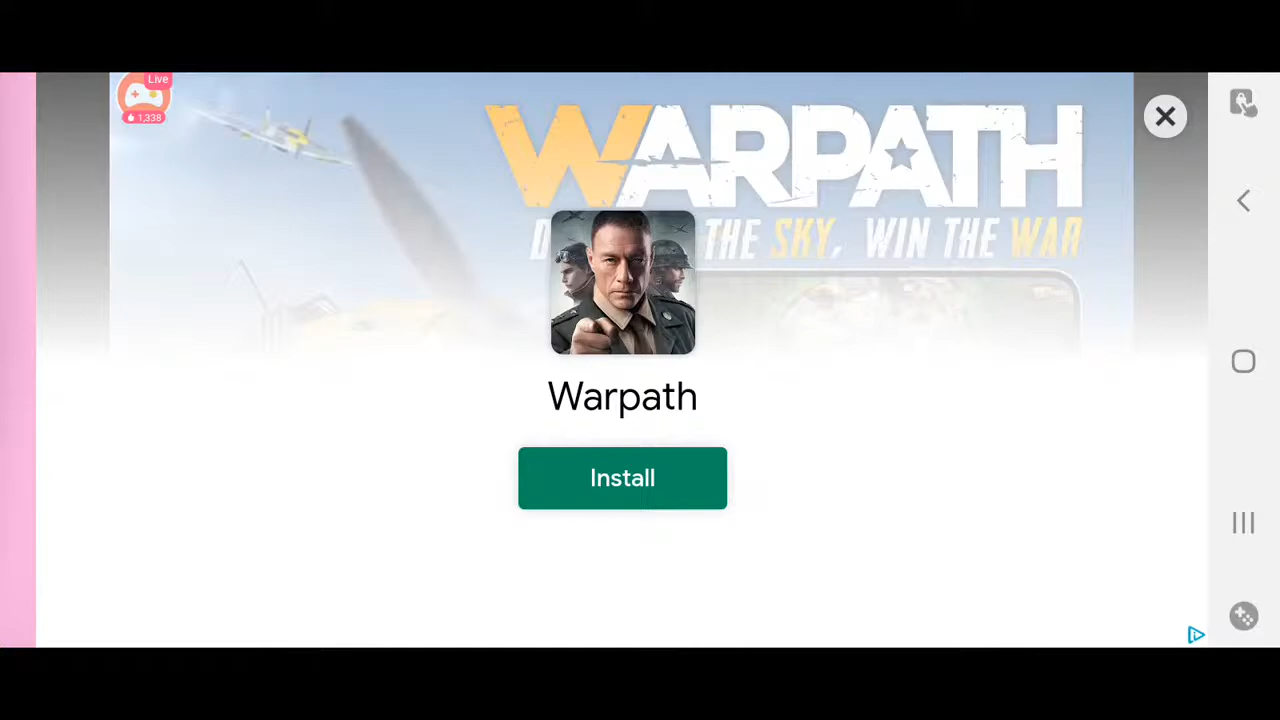 Live
1,338
WARPATH
THE SKY, WIN THE WAR
Warpath
Install